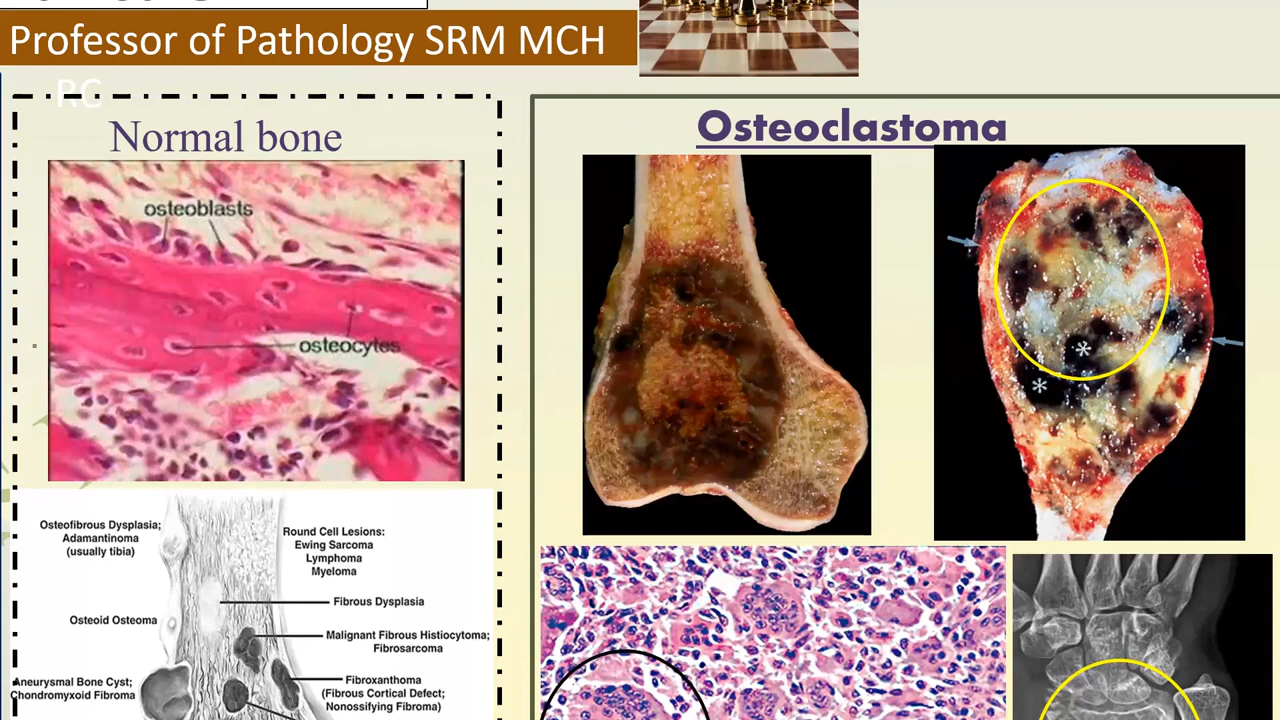 Professor of Pathology SRM MCH
RC
Normal bone
osteoblasts
osteocytes
Osteofibrous Dysplasia;
Adamantinoma
(usually tibia)
Round Cell Lesions:
Ewing Sarcoma
Lymphoma
Myeloma
Fibrous Dysplasia
Osteoid Osteoma
Malignant Fibrous Histiocytoma;
Fibrosarcoma
Aneurysmal Bone Cyst;
Chondromyxoid Fibroma
Fibroxanthoma
(Fibrous Cortical Defect;
Nonossifying Fibroma)
Osteoclastoma
*
*